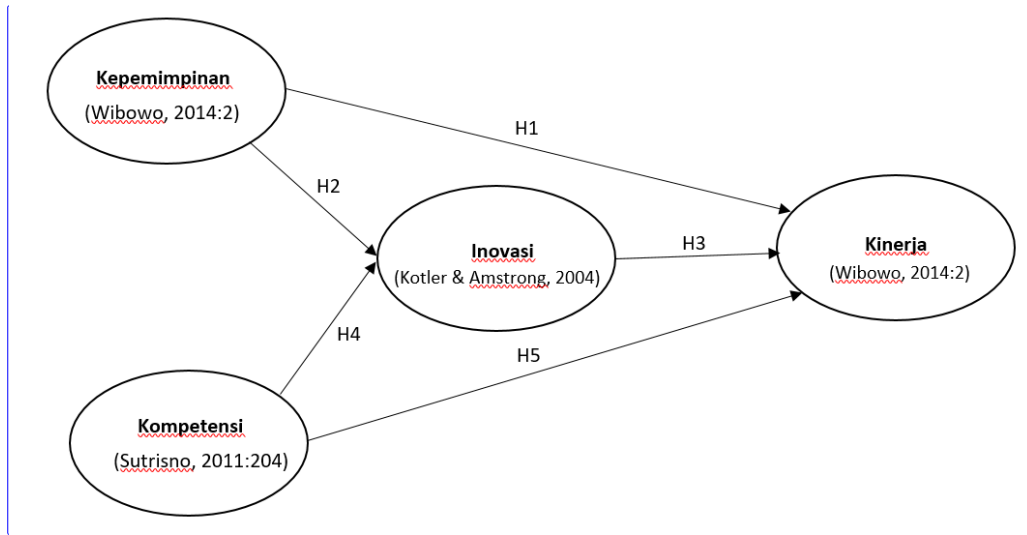 Kepemimpinan
(Wibowo, 2014:2)
H1
H2
Inovasi
(Kotler & Amstrong, 2004)
H3
Kinerja
(Wibowo, 2014:2)
H4
H5
Kompetensi
(Sutrisno, 2011:204)